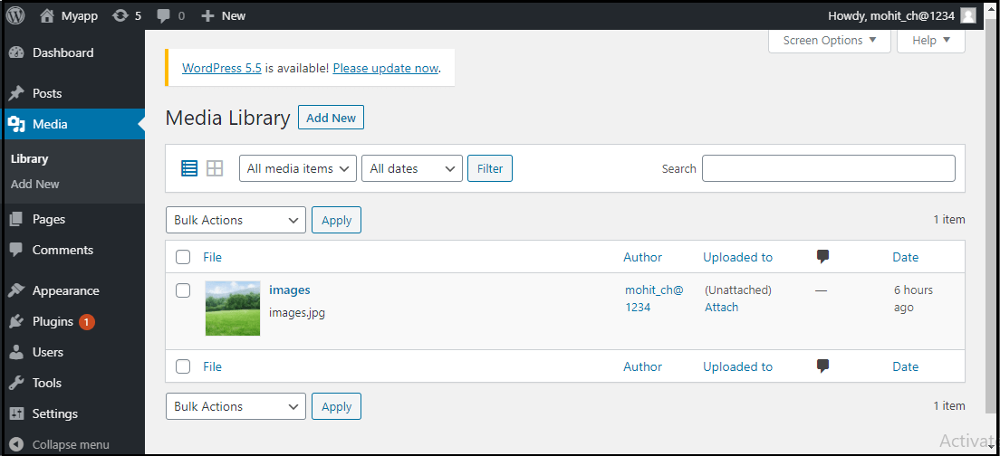 Myapp 5 0 + New Howdy, mohit_ch@1234
Dashboard
Posts
Media
Library
Add New
Pages
Comments
Appearance
Plugins 1
Users
Tools
Settings
Collapse menu
Screen Options Help
WordPress 5.5 is available! Please update now.
Media Library Add New
All media items All dates Filter Search
Bulk Actions Apply 1 item
File Author Uploaded to Date
images mohit_ch@ (Unattached) — 6 hours
images.jpg 1234 Attach ago
File Author Uploaded to Date
Bulk Actions Apply 1 item
Activat